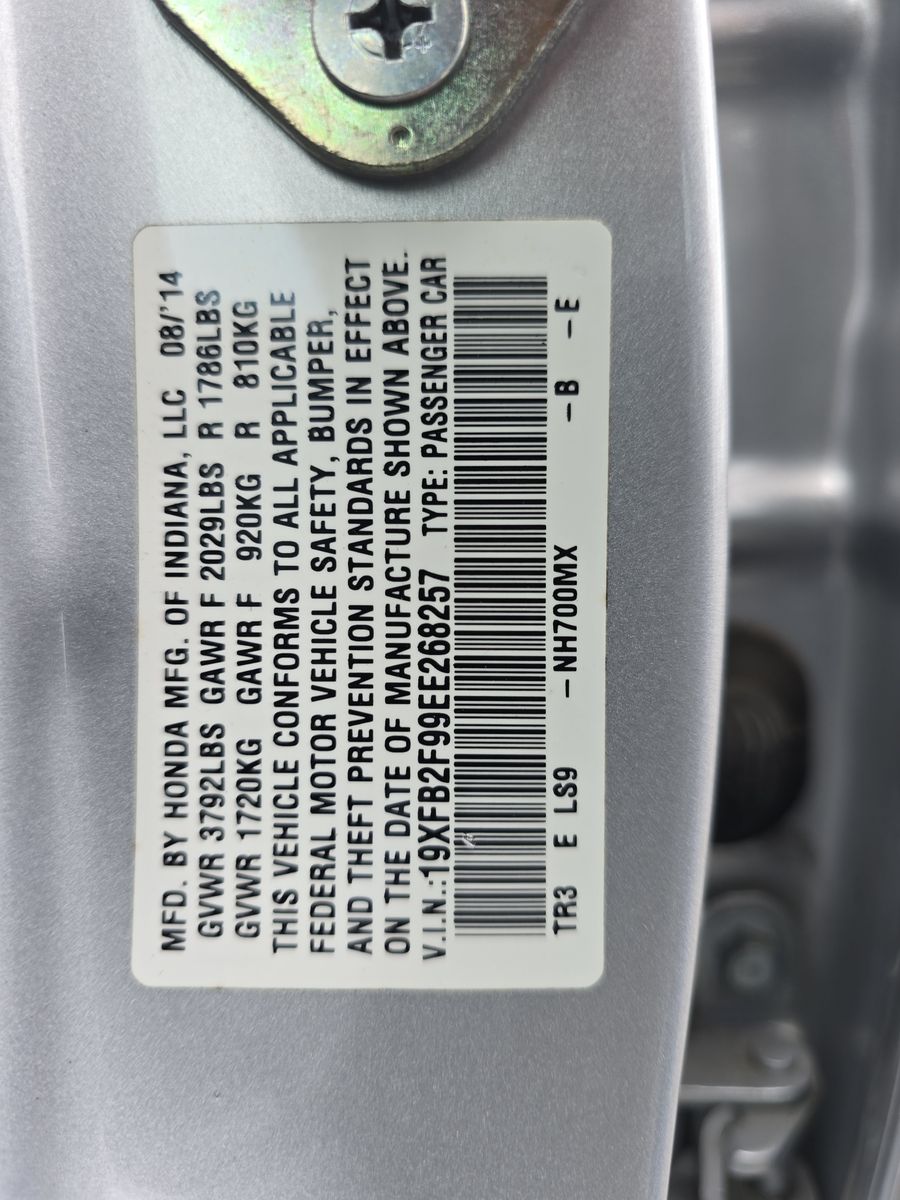 MFD. BY HONDA MFG. OF INDIANA, LLC 08/'14
GVWR 3792LBS GAWR F 2029LBS R 1786LBS
GVWR 1720KG GAWR F 920KG R 810KG
THIS VEHICLE CONFORMS TO ALL APPLICABLE
FEDERAL MOTOR VEHICLE SAFETY, BUMPER,
AND THEFT PREVENTION STANDARDS IN EFFECT
ON THE DATE OF MANUFACTURE SHOWN ABOVE.
V.I.N.:19XFB2F99EE268257 TYPE: PASSENGER CAR
TR3 E LS9 –NH700MX –B –E